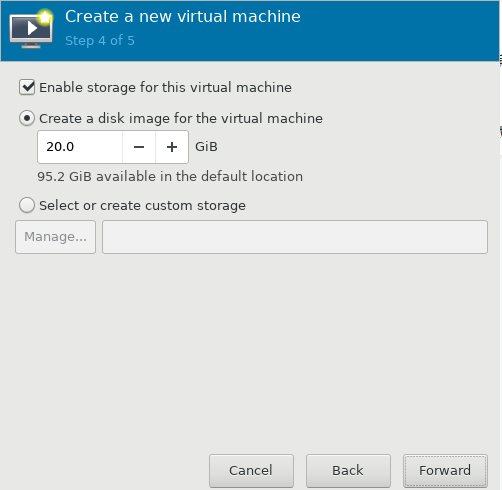 Create a new virtual machine
Step 4 of 5
Enable storage for this virtual machine
Create a disk image for the virtual machine
20.0 − + GiB
95.2 GiB available in the default location
Select or create custom storage
Manage...
Cancel Back Forward